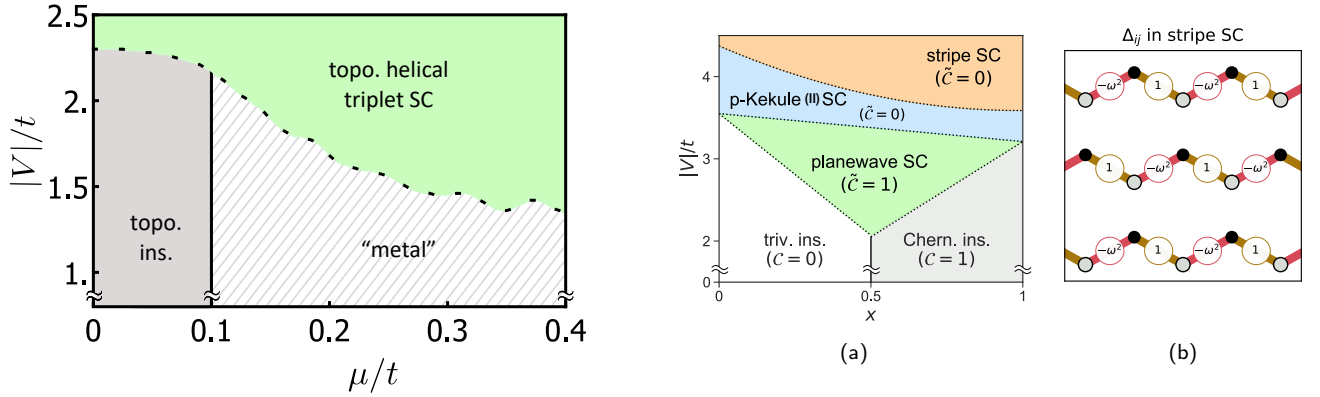 2.5
2.0
1.5
1.
|V|/t
topo. helical
triplet SC
topo.
ins.
"metal"
0 0.1 0.2 0.3 0.4
μ/t
4
3
2
0
|V|/t
stripe SC
(C̃ = 0)
p-Kekule (II) SC
(C̃ = 0)
planewave SC
(C̃ = 1)
triv. ins.
(C = 0)
Chern. ins.
(C = 1)
0 0.5 1
x
(a)
Δij in stripe SC
−ω² 1 −ω² 1
1 −ω² 1 −ω²
−ω² 1 −ω² 1
(b)